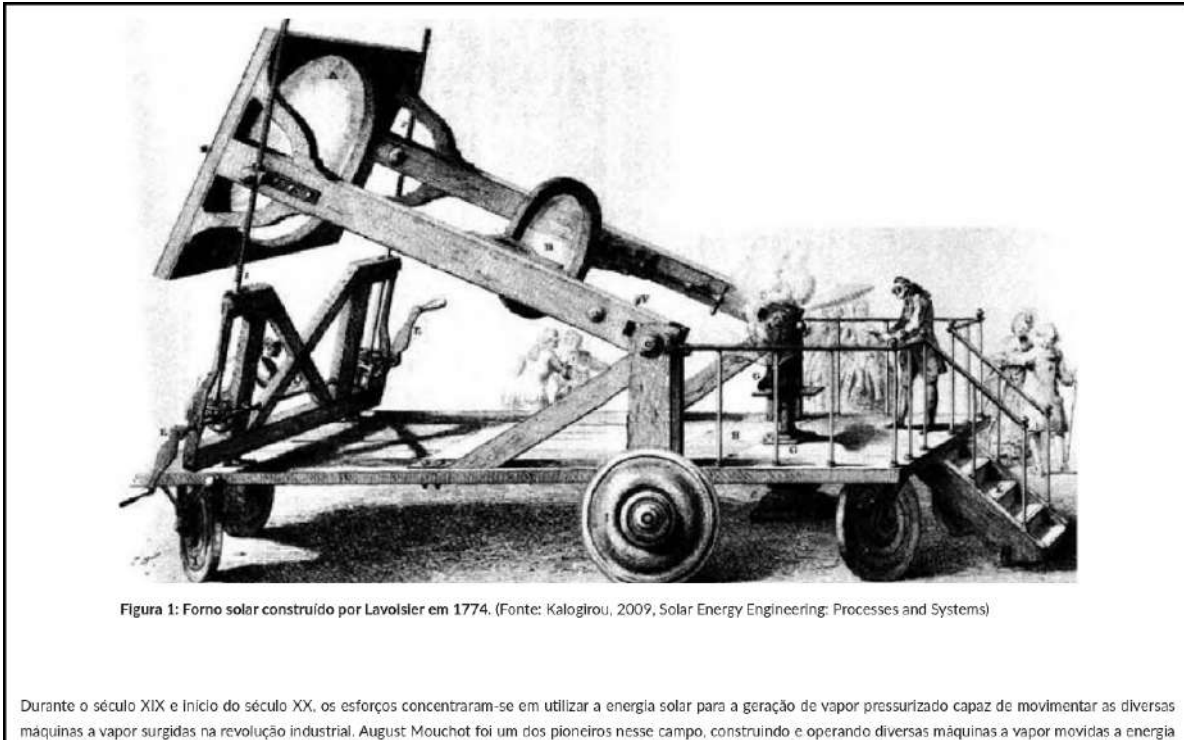 Figura 1: Forno solar construído por Lavoisier em 1774. (Fonte: Kalogirou, 2009, Solar Energy Engineering: Processes and Systems)
Durante o século XIX e início do século XX, os esforços concentraram-se em utilizar a energia solar para a geração de vapor pressurizado capaz de movimentar as diversas
máquinas a vapor surgidas na revolução industrial. August Mouchot foi um dos pioneiros nesse campo, construindo e operando diversas máquinas a vapor movidas a energia